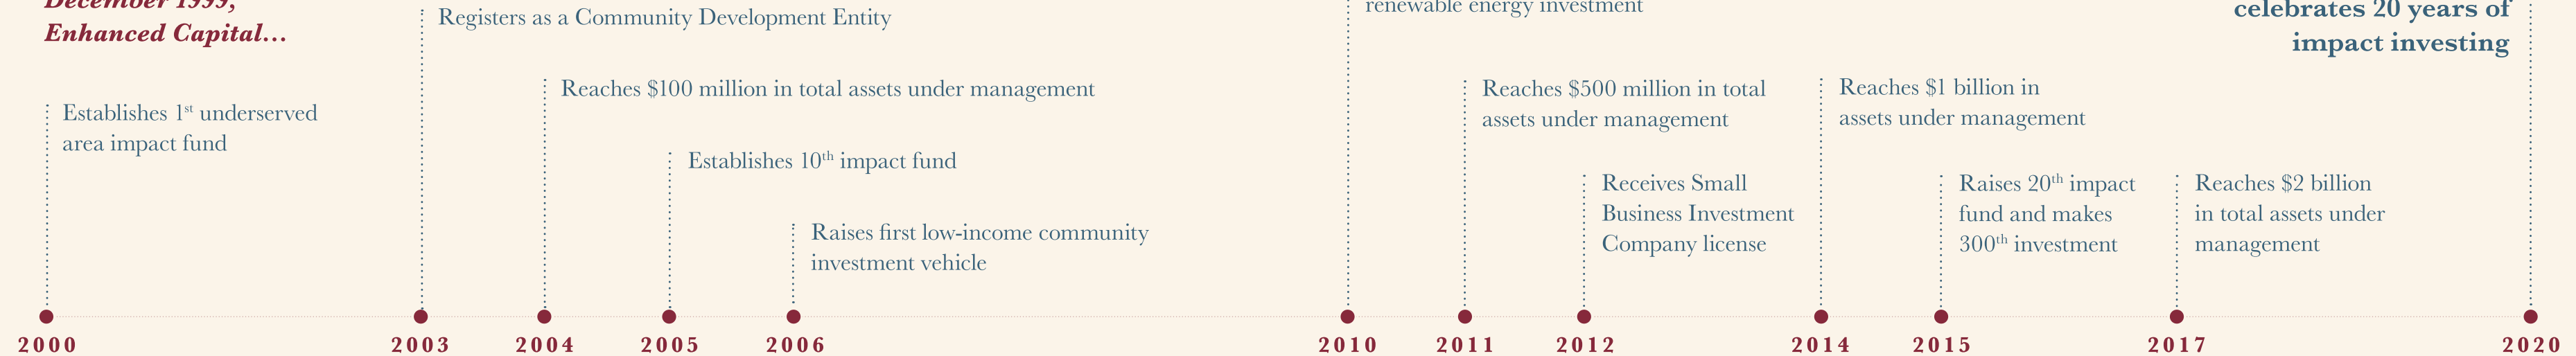 December 1999,
Enhanced Capital...
Establishes 1st underserved
area impact fund
Registers as a Community Development Entity
Reaches $100 million in total assets under management
Establishes 10th impact fund
Raises first low-income community
investment vehicle
renewable energy investment
Reaches $500 million in total
assets under management
Receives Small
Business Investment
Company license
Reaches $1 billion in
assets under management
Raises 20th impact
fund and makes
300th investment
Reaches $2 billion
in total assets under
management
celebrates 20 years of
impact investing
2000 2003 2004 2005 2006 2010 2011 2012 2014 2015 2017 2020